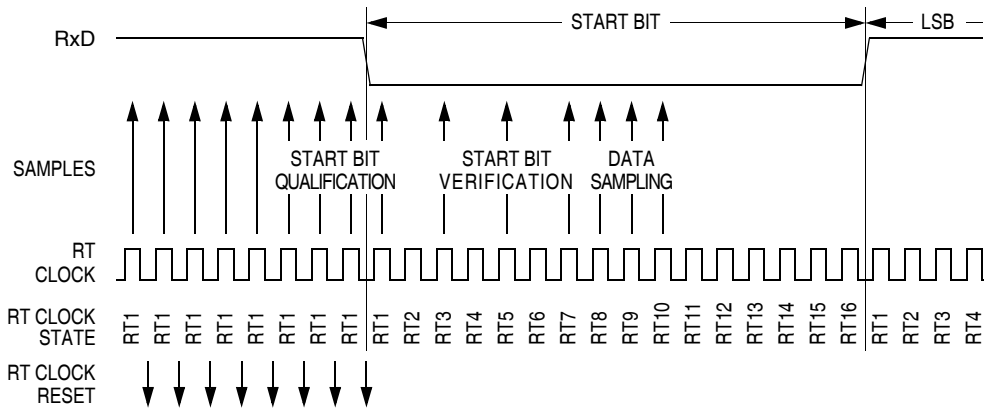 START BIT
LSB
RxD
SAMPLES
START BIT
QUALIFICATION
START BIT
VERIFICATION
DATA
SAMPLING
RT
CLOCK
RT CLOCK
STATE
RT1 RT1 RT1 RT1 RT1 RT1 RT1 RT1 RT1 RT2 RT3 RT4 RT5 RT6 RT7 RT8 RT9 RT10 RT11 RT12 RT13 RT14 RT15 RT16 RT1 RT2 RT3 RT4
RT CLOCK
RESET